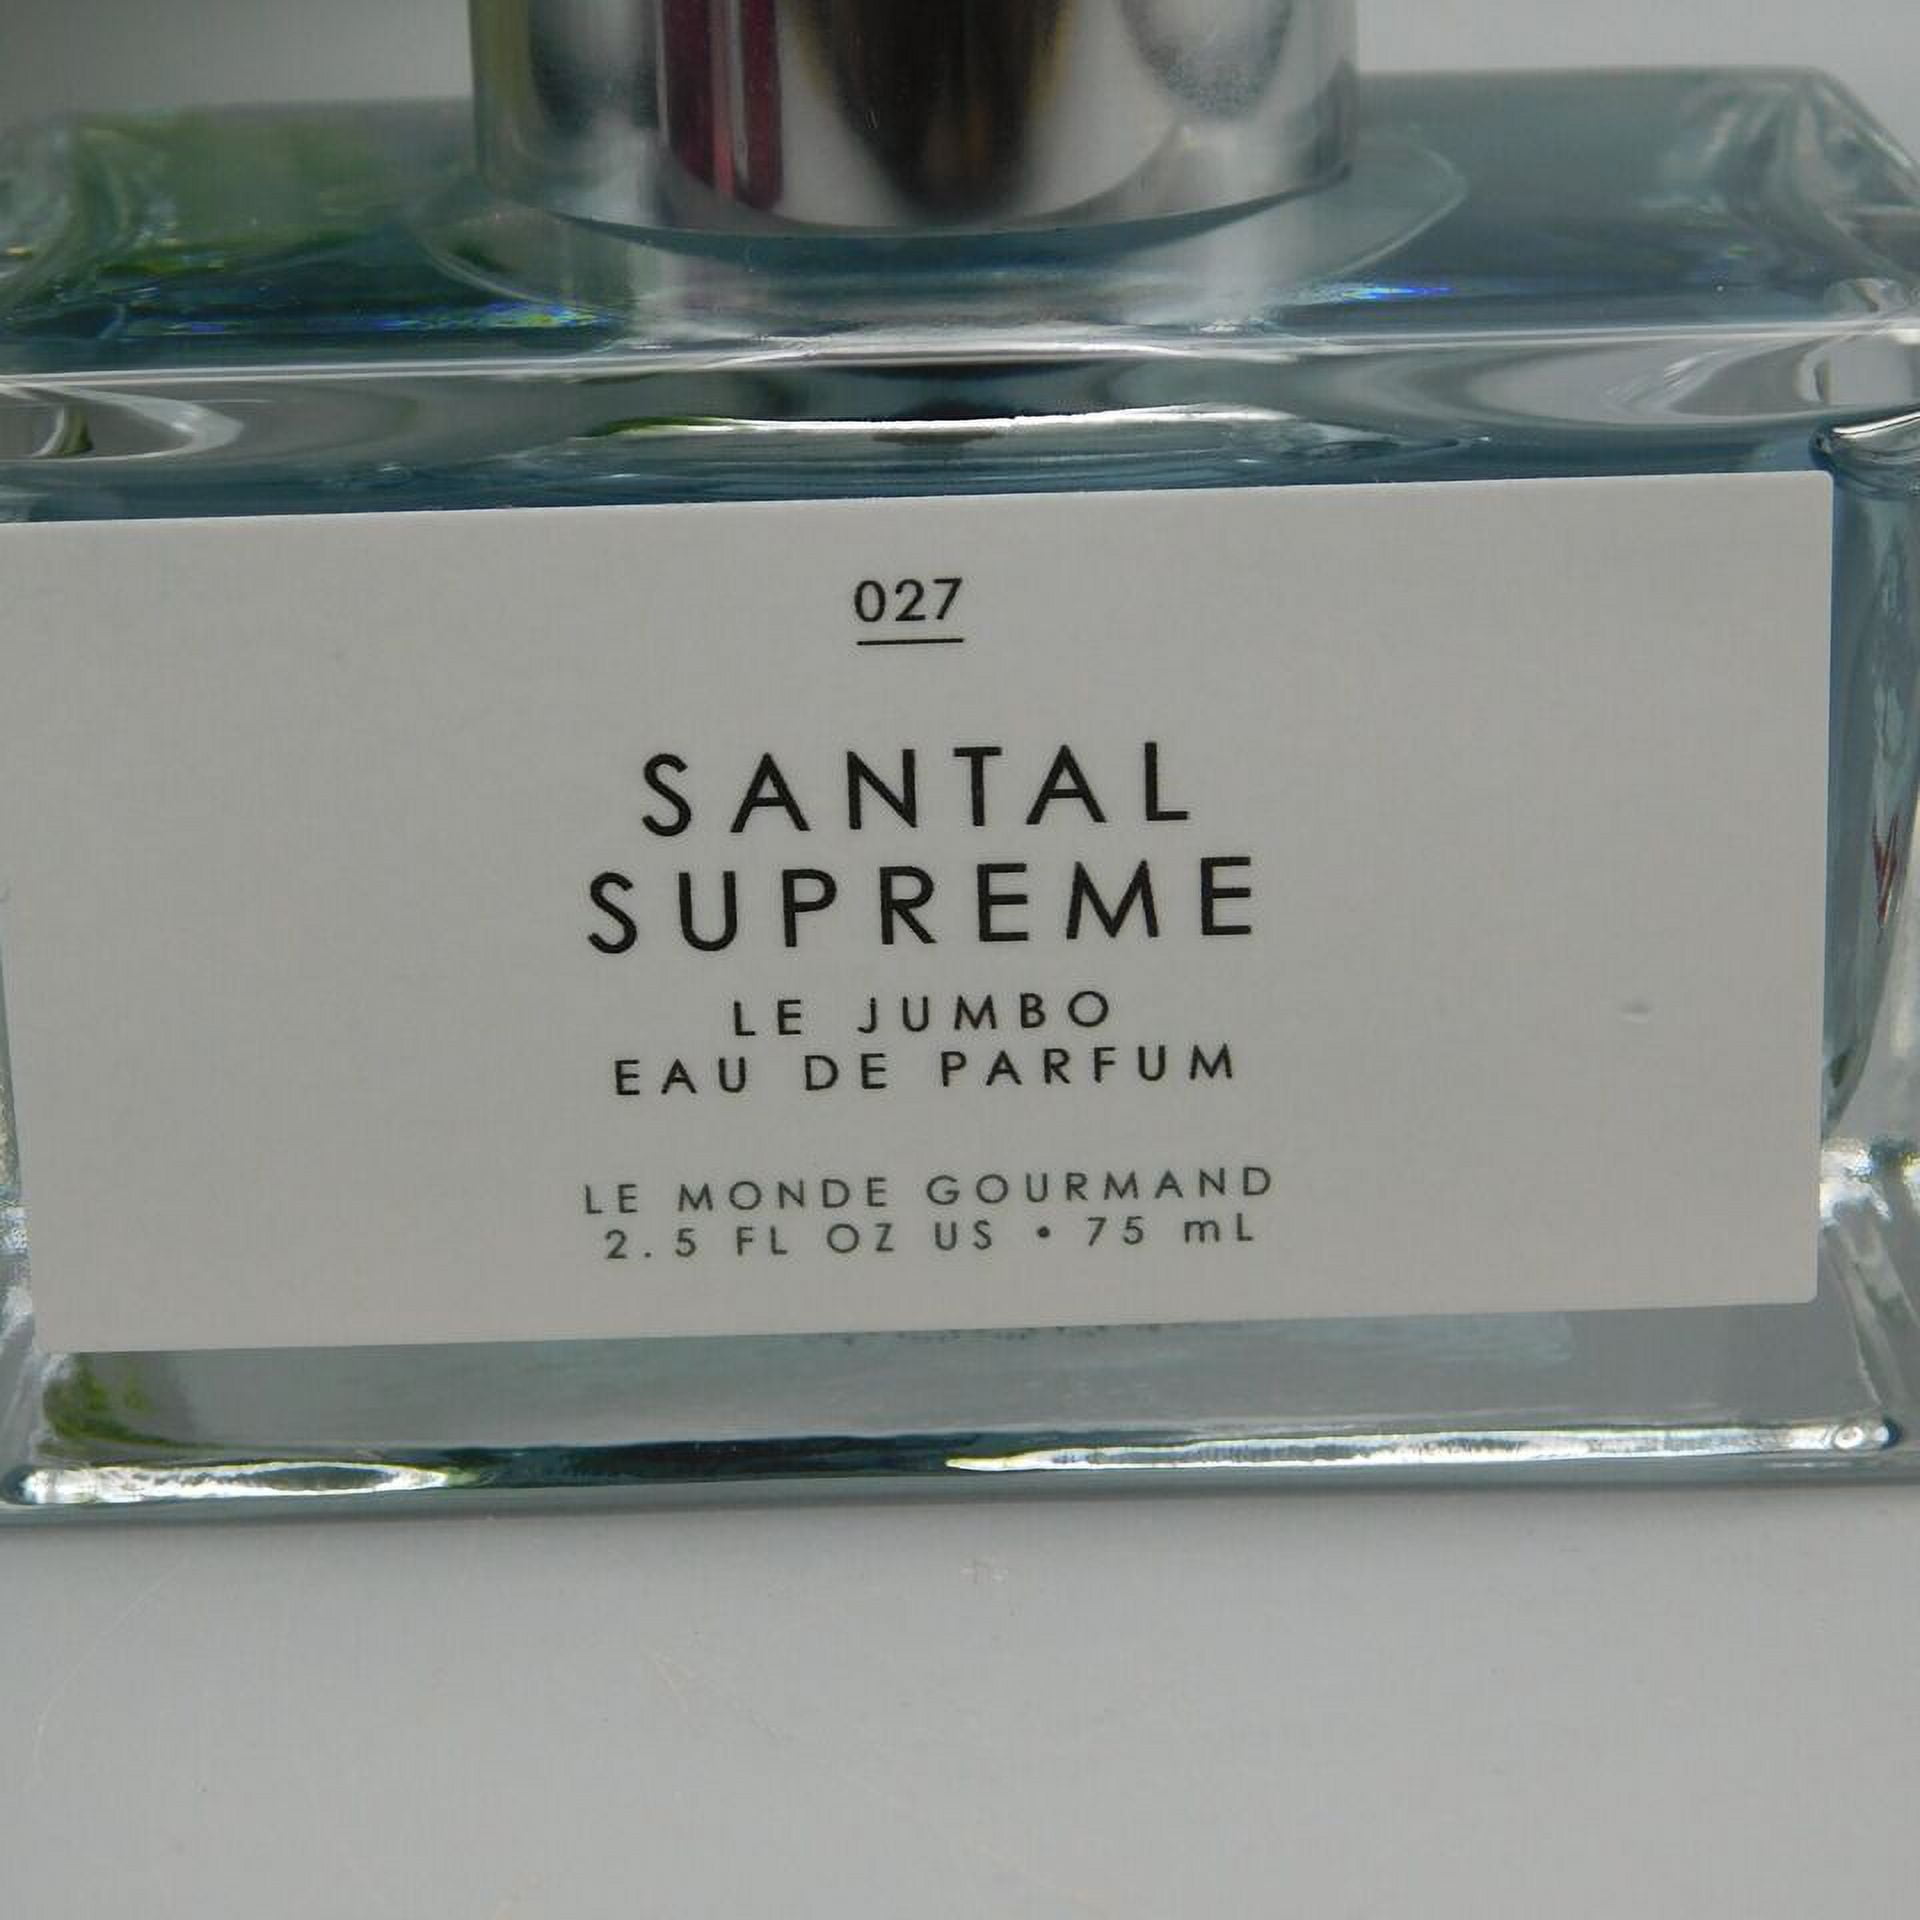 027
SANTAL
SUPREME
LE JUMBO
EAU DE PARFUM
LE MONDE GOURMAND
2.5 FL OZ US • 75 mL